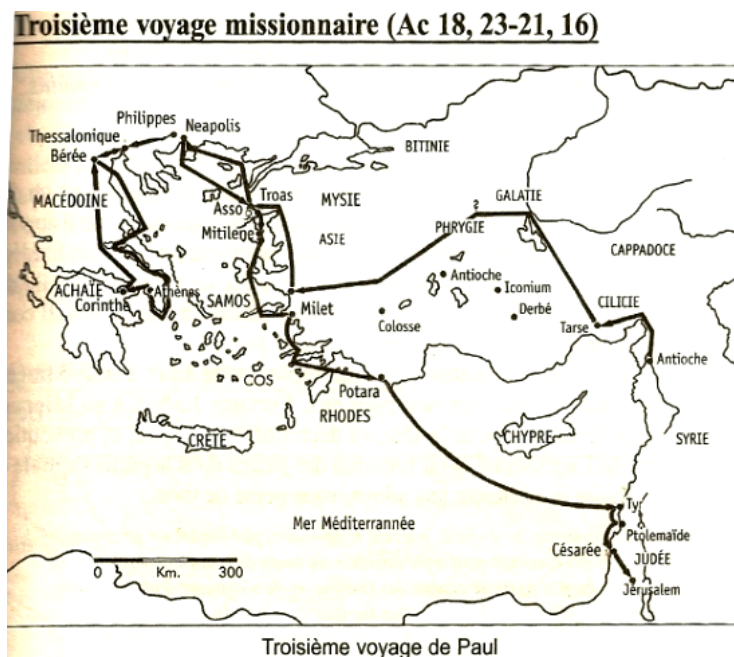 Troisième voyage missionnaire (Ac 18, 23-21, 16)
Philippes
Neapolis
Thessalonique
Bérée
BITINIE
MACÉDOINE
Troas
MYSIE
GALATIE
Asso
Mitilene
ASIE
PHRYGIE
CAPPADOCE
Antioche
Iconium
ACHAÏE
Athènes
SAMOS
CILICIE
Corinthe
Milet
Derbé
Colosse
Tarse
Antioche
COS
Potara
RHODES
SYRIE
CRÈTE
CHYPRE
Tyr
Mer Méditerrannée
Ptolemaïde
Césarée
JUDÉE
0 Km. 300
Jérusalem
Troisième voyage de Paul